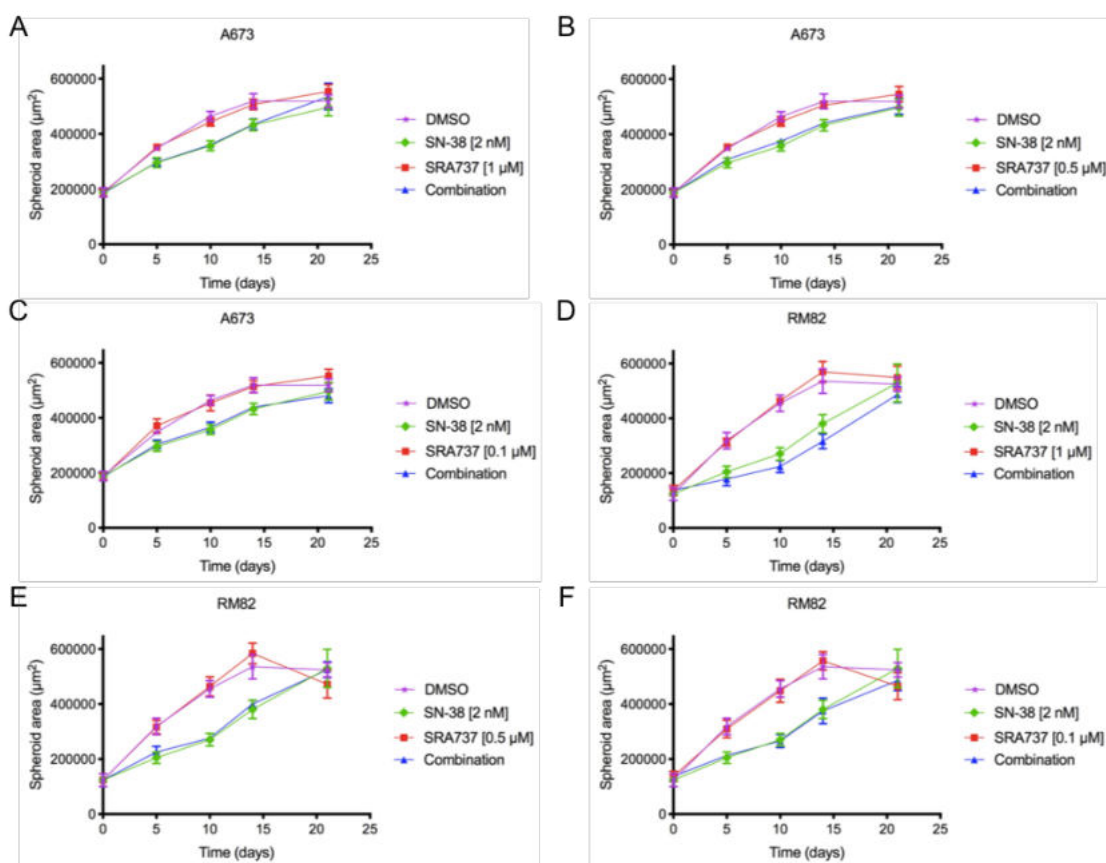 A
A673
Spheroid area (µm²)
600000
400000
200000
0
0 5 10 15 20 25
Time (days)
DMSO
SN-38 [2 nM]
SRA737 [1 µM]
Combination
B
A673
Spheroid area (µm²)
600000
400000
200000
0
0 5 10 15 20 25
Time (days)
DMSO
SN-38 [2 nM]
SRA737 [0.5 µM]
Combination
C
A673
Spheroid area (µm²)
600000
400000
200000
0
0 5 10 15 20 25
Time (days)
DMSO
SN-38 [2 nM]
SRA737 [0.1 µM]
Combination
D
RM82
Spheroid area (µm²)
600000
400000
200000
0
0 5 10 15 20 25
Time (days)
DMSO
SN-38 [2 nM]
SRA737 [1 µM]
Combination
E
RM82
Spheroid area (µm²)
600000
400000
200000
0
0 5 10 15 20 25
Time (days)
DMSO
SN-38 [2 nM]
SRA737 [0.5 µM]
Combination
F
RM82
Spheroid area (µm²)
600000
400000
200000
0
0 5 10 15 20 25
Time (days)
DMSO
SN-38 [2 nM]
SRA737 [0.1 µM]
Combination